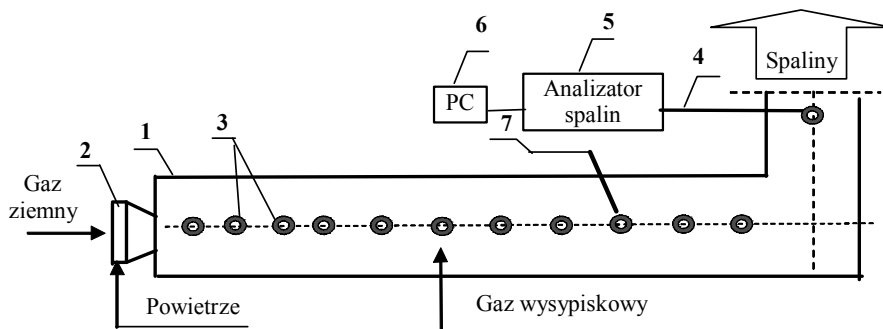 6
5
Spaliny
4
PC
Analizator
spalin
7
3
1
2
Gaz
ziemny
Powietrze
Gaz wysypiskowy